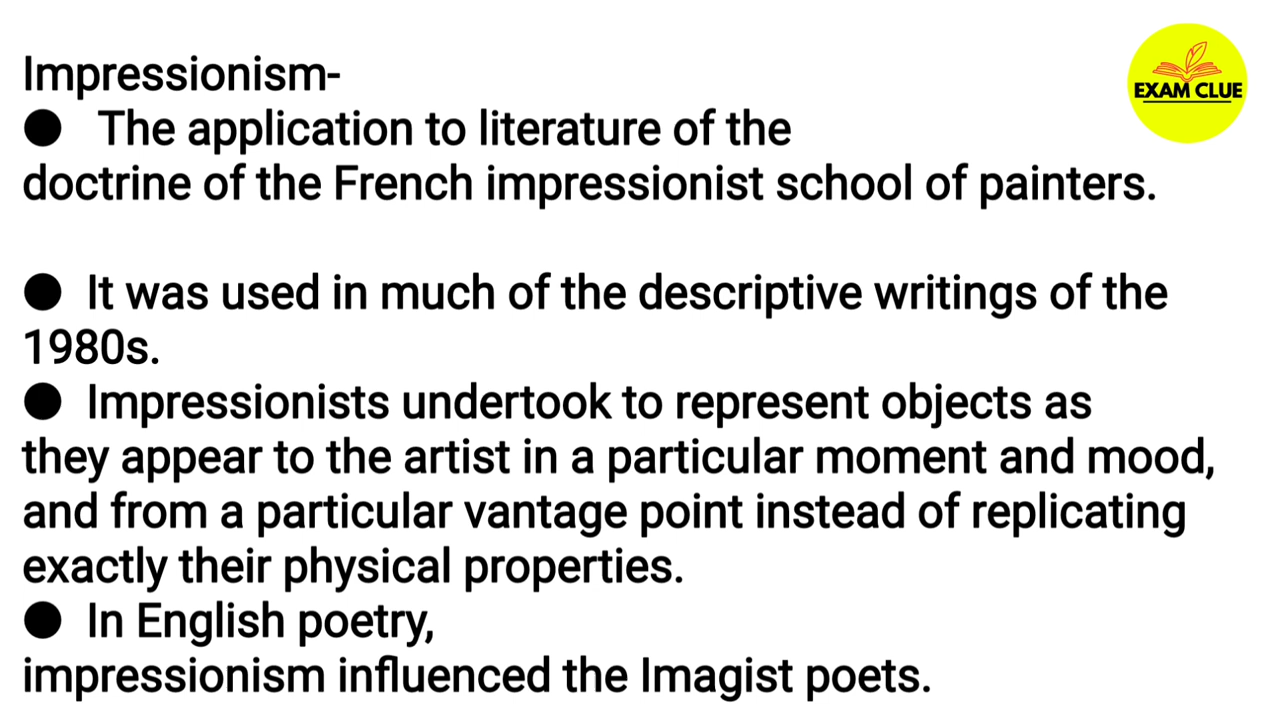 Impressionism-
● The application to literature of the
doctrine of the French impressionist school of painters.
● It was used in much of the descriptive writings of the
1980s.
● Impressionists undertook to represent objects as
they appear to the artist in a particular moment and mood,
and from a particular vantage point instead of replicating
exactly their physical properties.
● In English poetry,
impressionism influenced the Imagist poets.
EXAM CLUE